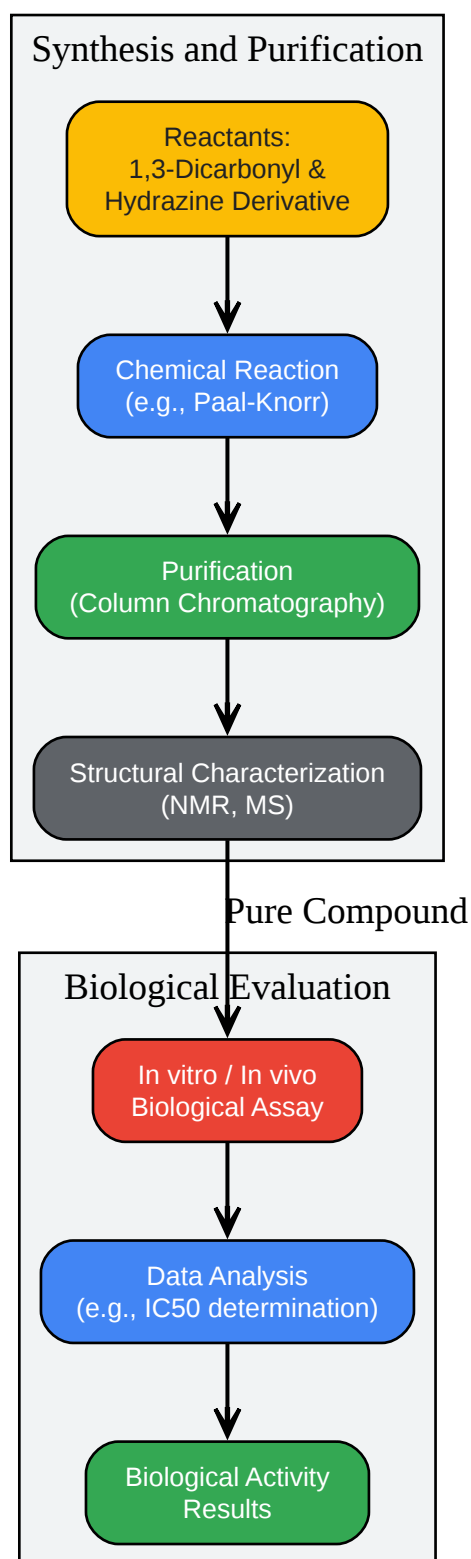 Synthesis and Purification
Reactants:
1,3-Dicarbonyl &
Hydrazine Derivative
Chemical Reaction
(e.g., Paal-Knorr)
Purification
(Column Chromatography)
Structural Characterization
(NMR, MS)
Pure Compound
Biological Evaluation
In vitro / In vivo
Biological Assay
Data Analysis
(e.g., IC50 determination)
Biological Activity
Results